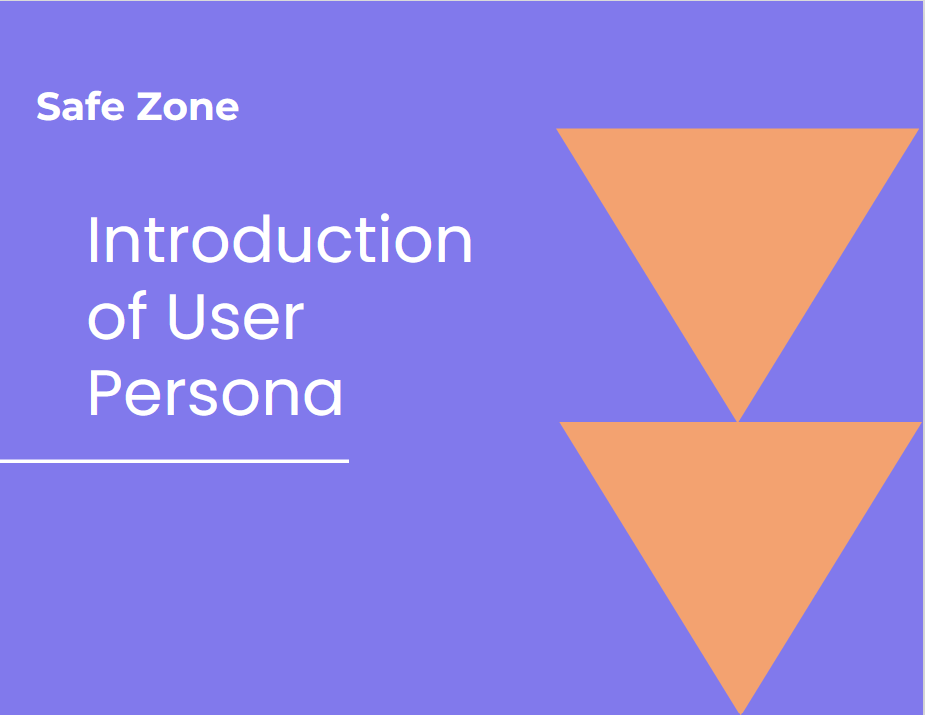 Safe Zone
Introduction
of User
Persona